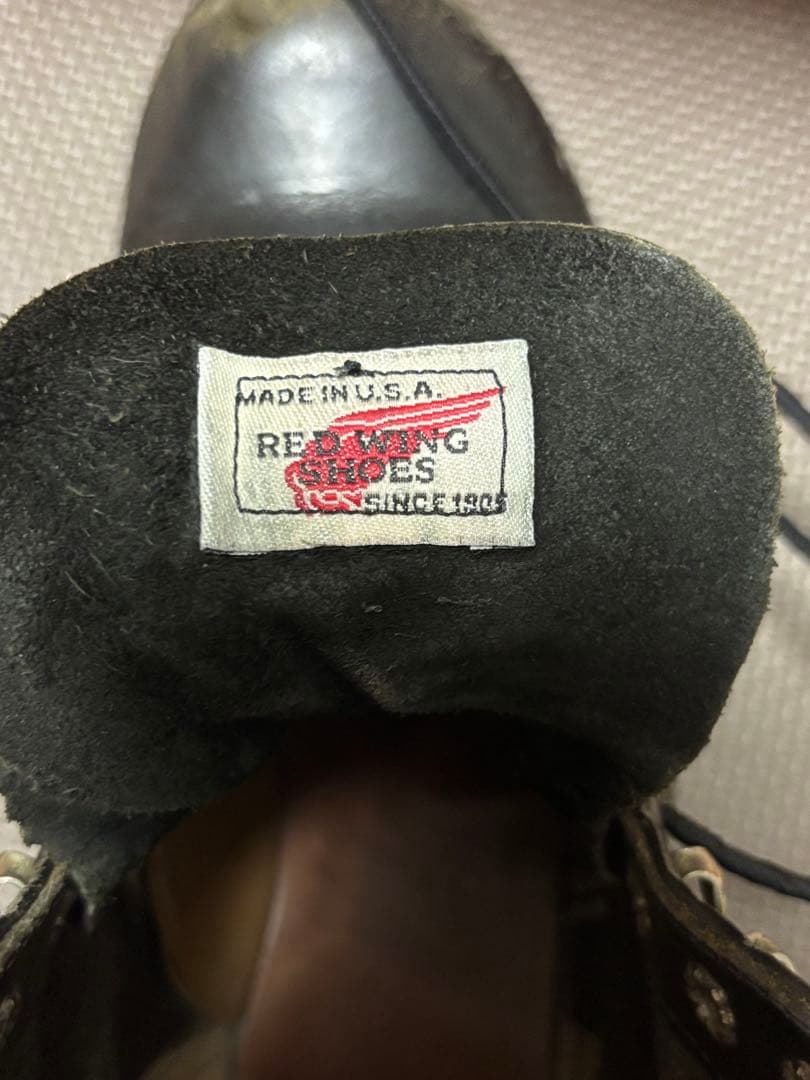 MADE IN U.S.A.
RED WING
SHOES
SINCE 1905